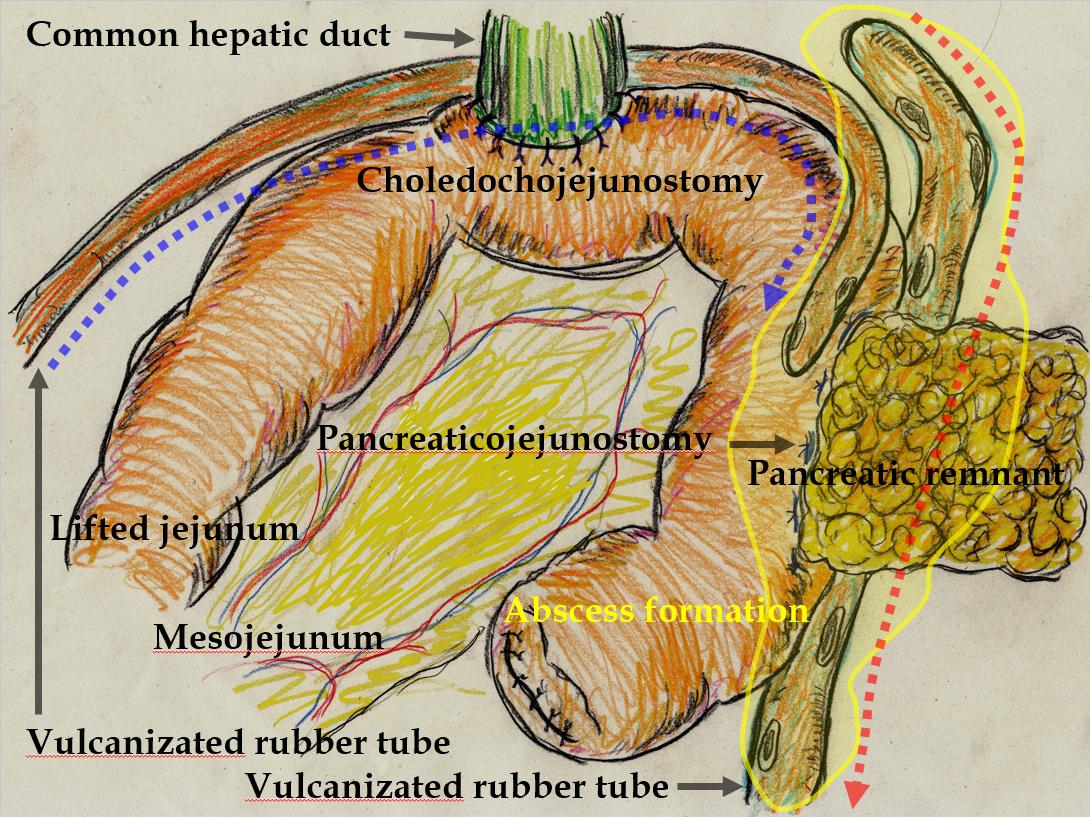 Common hepatic duct
Choledochojejunostomy
Pancreaticojejunostomy
Pancreatic remnant
Lifted jejunum
Abscess formation
Mesojejunum
Vulcanizated rubber tube
Vulcanizated rubber tube